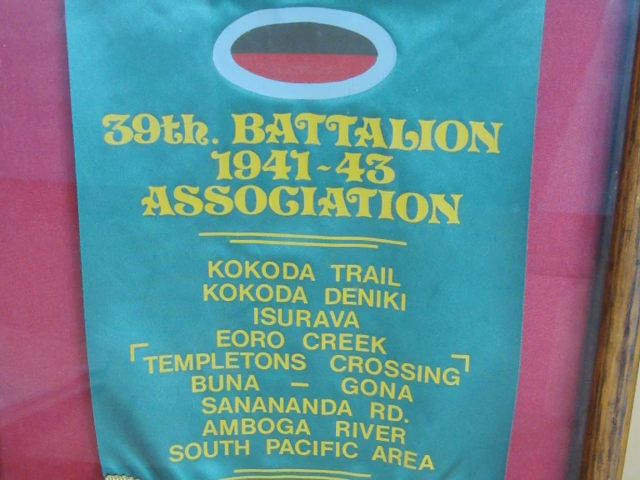 39th. BATTALION
1941-43
ASSOCIATION
KOKODA TRAIL
KOKODA DENIKI
ISURAVA
EORO CREEK
TEMPLETONS CROSSING
BUNA — GONA
SANANANDA RD.
AMBOGA RIVER
SOUTH PACIFIC AREA